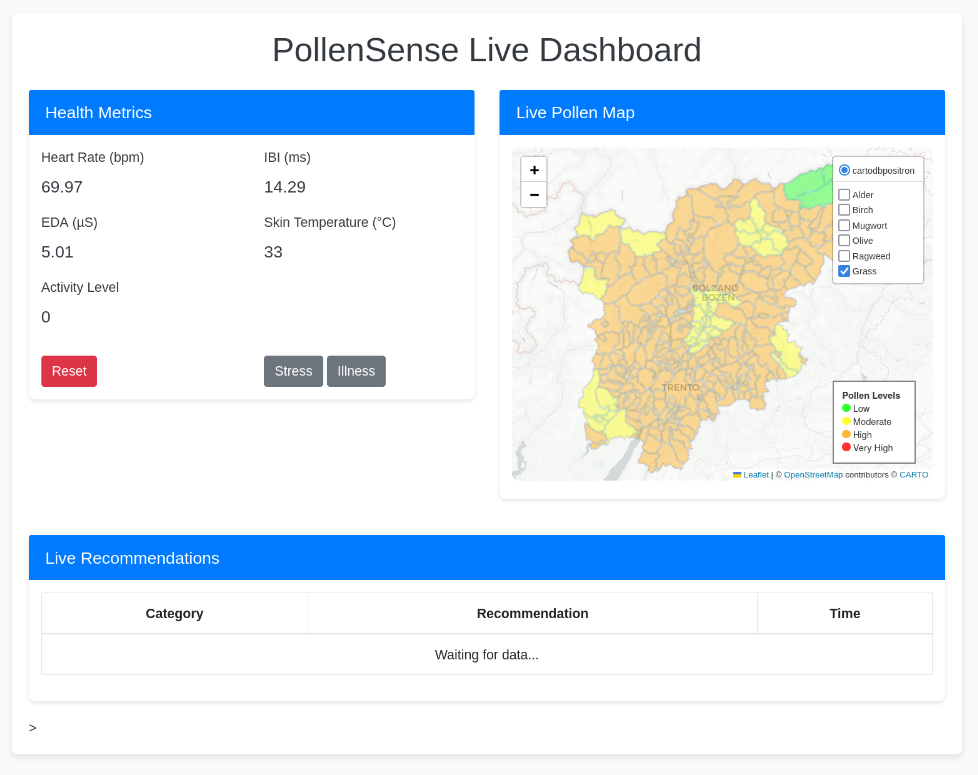 PollenSense Live Dashboard
Health Metrics
Heart Rate (bpm)
IBI (ms)
69.97
14.29
EDA (µS)
Skin Temperature (°C)
5.01
33
Activity Level
0
Reset
Stress
Illness
Live Pollen Map
+
−
cartodbpositron
Alder
Birch
Mugwort
Olive
Ragweed
Grass
BOLZANO
- BOZEN
TRENTO
Pollen Levels
Low
Moderate
High
Very High
Leaflet | © OpenStreetMap contributors © CARTO
Live Recommendations
Category
Recommendation
Time
Waiting for data...
>